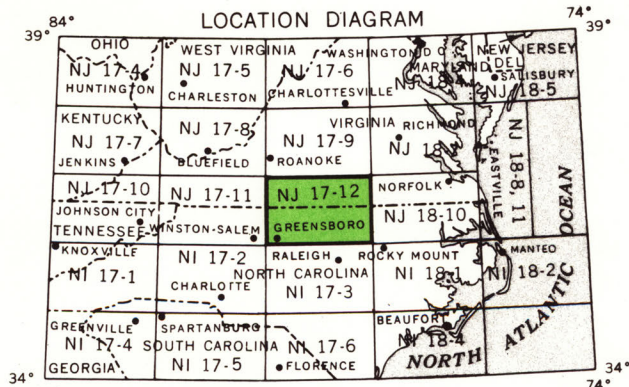 LOCATION DIAGRAM
39° 84° 74° 39°
OHIO WEST VIRGINIA WASHINGTON D C NEW JERSEY
NJ 17-4 NJ 17-5 NJ 17-6 MARYLAND DEL
HUNTINGTON CHARLESTON CHARLOTTESVILLE NJ 18-4 SALISBURY
NJ 18-5
KENTUCKY NJ 17-8 VIRGINIA RICHMOND
NJ 17-7 NJ 17-9 NJ 18
JENKINS BLUEFIELD ROANOKE EASTVILLE NJ 18-8, 11
NJ 17-10 NJ 17-11 NJ 17-12 NORFOLK
JOHNSON CITY NJ 18-10
TENNESSEE WINSTON-SALEM GREENSBORO
KNOXVILLE NI 17-2 RALEIGH ROCKY MOUNT MANTEO
NI 17-1 NORTH CAROLINA NI 18-1 NI 18-2
CHARLOTTE NI 17-3
GREENVILLE SPARTANBURG BEAUFORT
NI 17-4 SOUTH CAROLINA NI 17-6 NI 18-4
GEORGIA NI 17-5 FLORENCE
NORTH ATLANTIC OCEAN
34° 34°
74°